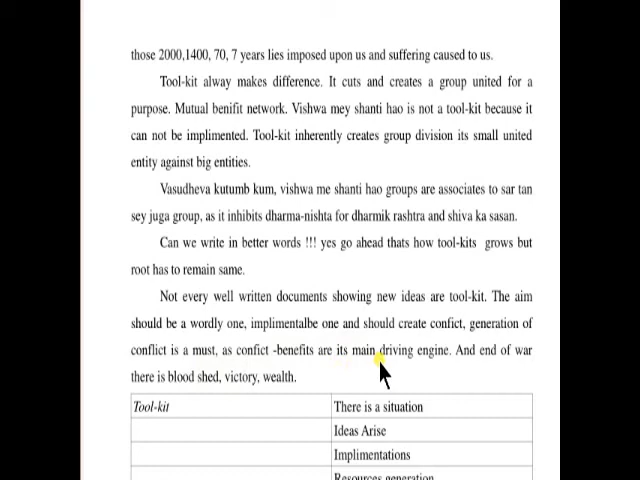 those 2000,1400, 70, 7 years lies imposed upon us and suffering caused to us.
Tool-kit alway makes difference. It cuts and creates a group united for a
purpose. Mutual benifit network. Vishwa mey shanti hao is not a tool-kit because it
can not be implimented. Tool-kit inherently creates group division its small united
entity against big entities.
Vasudheva kutumb kum, vishwa me shanti hao groups are associates to sar tan
sey juga group, as it inhibits dharma-nishta for dharmik rashtra and shiva ka sasan.
Can we write in better words !!! yes go ahead thats how tool-kits grows but
root has to remain same.
Not every well written documents showing new ideas are tool-kit. The aim
should be a wordly one, implimentalbe one and should create confict, generation of
conflict is a must, as confict -benefits are its main driving engine. And end of war
there is blood shed, victory, wealth.
Tool-kit There is a situation
Ideas Arise
Implimentations
Resources generation